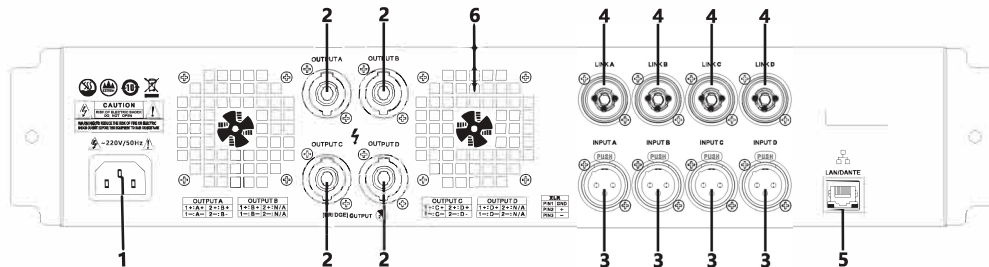 2 2 6 4 4 4 4
OUTPUT A OUTPUT B LINK A LINK B LINK C LINK D
CAUTION
RISK OF ELECTRIC SHOCK
DO NOT OPEN
~220V/50Hz
OUTPUT C OUTPUT D INPUT A INPUT B INPUT C INPUT D
PUSH PUSH PUSH PUSH
LAN/DANTE
OUTPUT A OUTPUT B OUTPUT C OUTPUT D XLR
1+:A+ 2+:B+ 1+:B+ 2+:N/A 1+:C+ 2+:D+ 1+:D+ 2+:N/A PIN1 GND
1-:A- 2-:B- 1-:B- 2-:N/A 1-:C- 2-:D- 1-:D- 2-:N/A PIN2 +
PIN3 -
(BRIDGE) OUTPUT
1 2 2 3 3 3 3 5